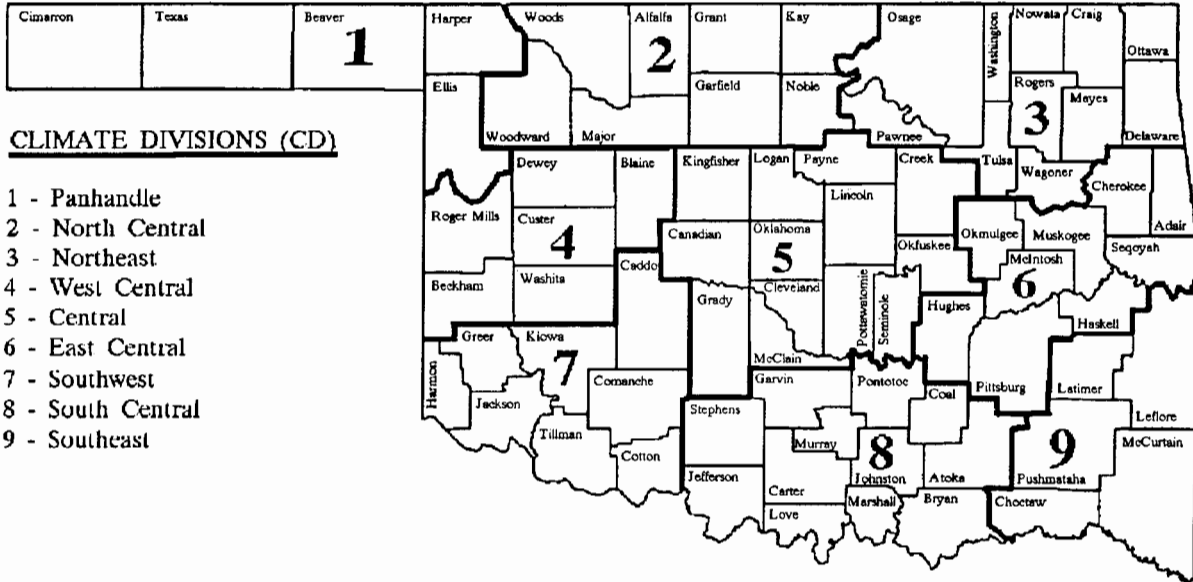 Cimarron
Texas
Beaver
Harper
Woods
Alfalfa
Grant
Kay
Osage
Washington
Nowata
Craig
Ottawa
1
2
Ellis
Garfield
Noble
Rogers
Mayes
3
Woodward
Major
Pawnee
Delaware
CLIMATE DIVISIONS (CD)
1 - Panhandle
2 - North Central
3 - Northeast
4 - West Central
5 - Central
6 - East Central
7 - Southwest
8 - South Central
9 - Southeast
Dewey
Blaine
Kingfisher
Logan
Payne
Creek
Tulsa
Wagoner
Cherokee
Lincoln
Roger Mills
Custer
4
Canadian
Oklahoma
5
Okfuskee
Okmulgee
Muskogee
Adair
Seqoyah
Beckham
Washita
Caddo
Grady
Cleveland
Pottawatomie
Seminole
Hughes
McIntosh
6
Haskell
Harmon
Greer
Kiowa
7
McClain
Jackson
Comanche
Garvin
Pontotoc
Coal
Pittsburg
Latimer
Leflore
Tillman
Stephens
Murray
8
9
McCurtain
Cotton
Jefferson
Carter
Johnston
Atoka
Pushmataha
Love
Marshall
Bryan
Choctaw